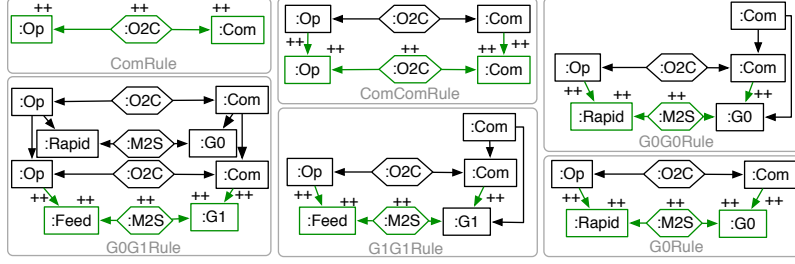 ++ ++ ++
:Op :O2C :Com
ComRule
:Op :O2C :Com
++ ++ ++ ++ ++
:Op :O2C :Com
ComComRule
:Com
:Op :O2C :Com
++ ++ ++ ++
:Rapid :M2S :G0
G0G0Rule
:Op :O2C :Com
:Rapid :M2S :G0
:Op :O2C :Com
++ ++ ++ ++ ++
:Feed :M2S :G1
G0G1Rule
:Com
:Op :O2C :Com
++ ++ ++ ++
:Feed :M2S :G1
G1G1Rule
:Op :O2C :Com
++ ++ ++ ++ ++
:Rapid :M2S :G0
G0Rule